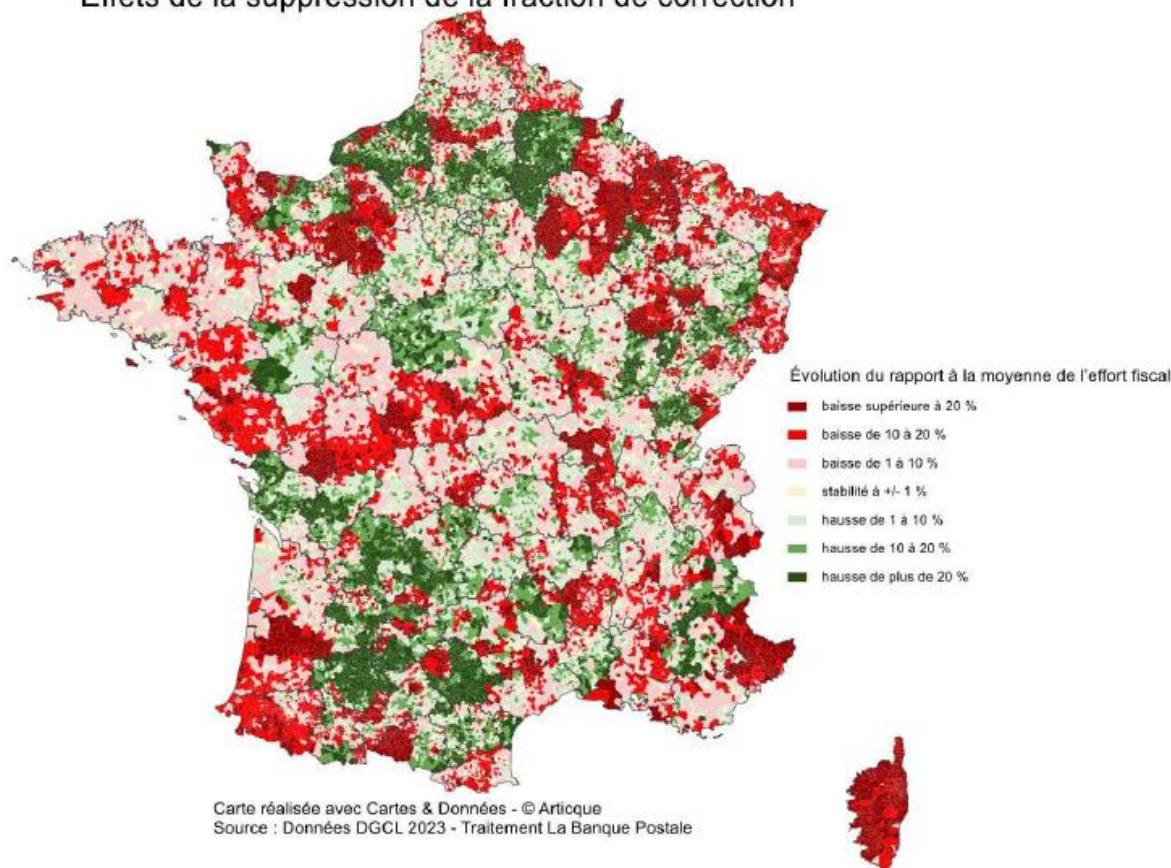 Effets de la suppression de la fraction de correction
Évolution du rapport à la moyenne de l'effort fiscal
baisse supérieure à 20 %
baisse de 10 à 20 %
baisse de 1 à 10 %
stabilité à +/- 1 %
hausse de 1 à 10 %
hausse de 10 à 20 %
hausse de plus de 20 %
Carte réalisée avec Cartes & Données - © Articque
Source : Données DGCL 2023 - Traitement La Banque Postale